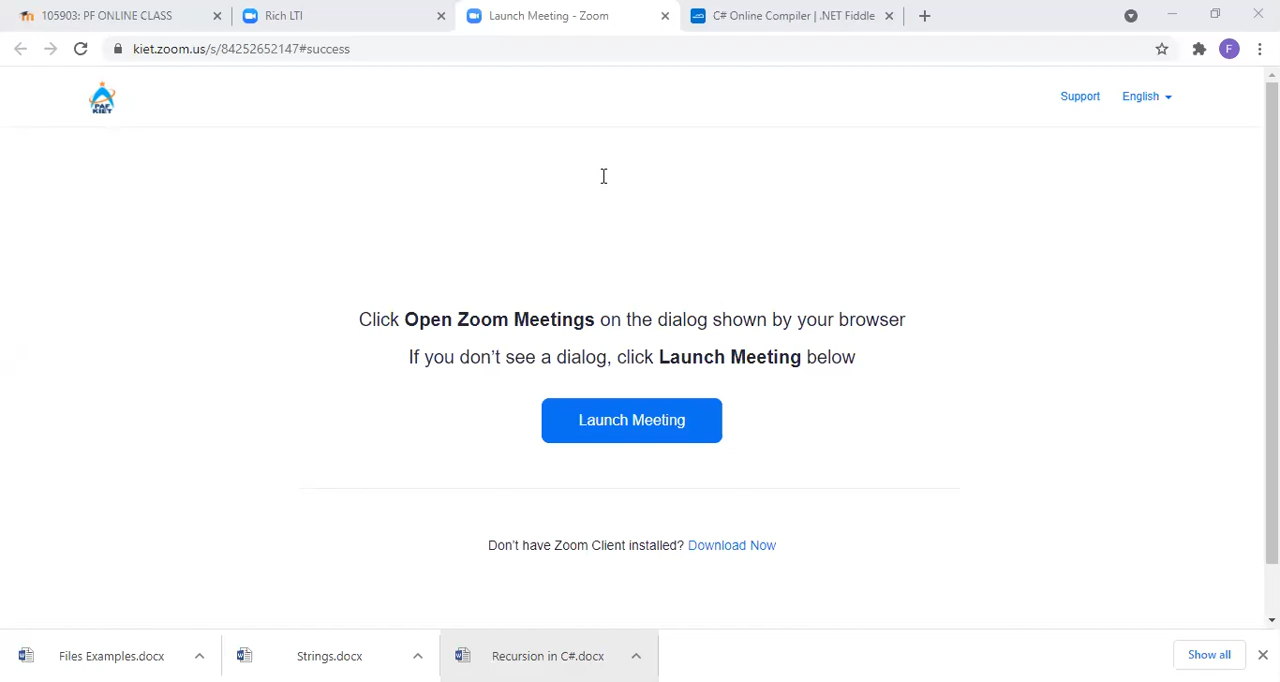 105903: PF ONLINE CLASS
Rich LTI
Launch Meeting - Zoom
C# Online Compiler | .NET Fiddle
kiet.zoom.us/s/84252652147#success
F
PAF
KIET
Support
English
Click Open Zoom Meetings on the dialog shown by your browser
If you don’t see a dialog, click Launch Meeting below
Launch Meeting
Don’t have Zoom Client installed? Download Now
Files Examples.docx
Strings.docx
Recursion in C#.docx
Show all